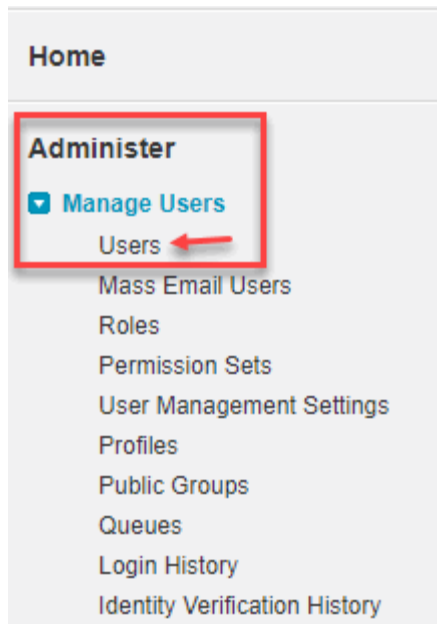 Home
Administer
Manage Users
Users
Mass Email Users
Roles
Permission Sets
User Management Settings
Profiles
Public Groups
Queues
Login History
Identity Verification History